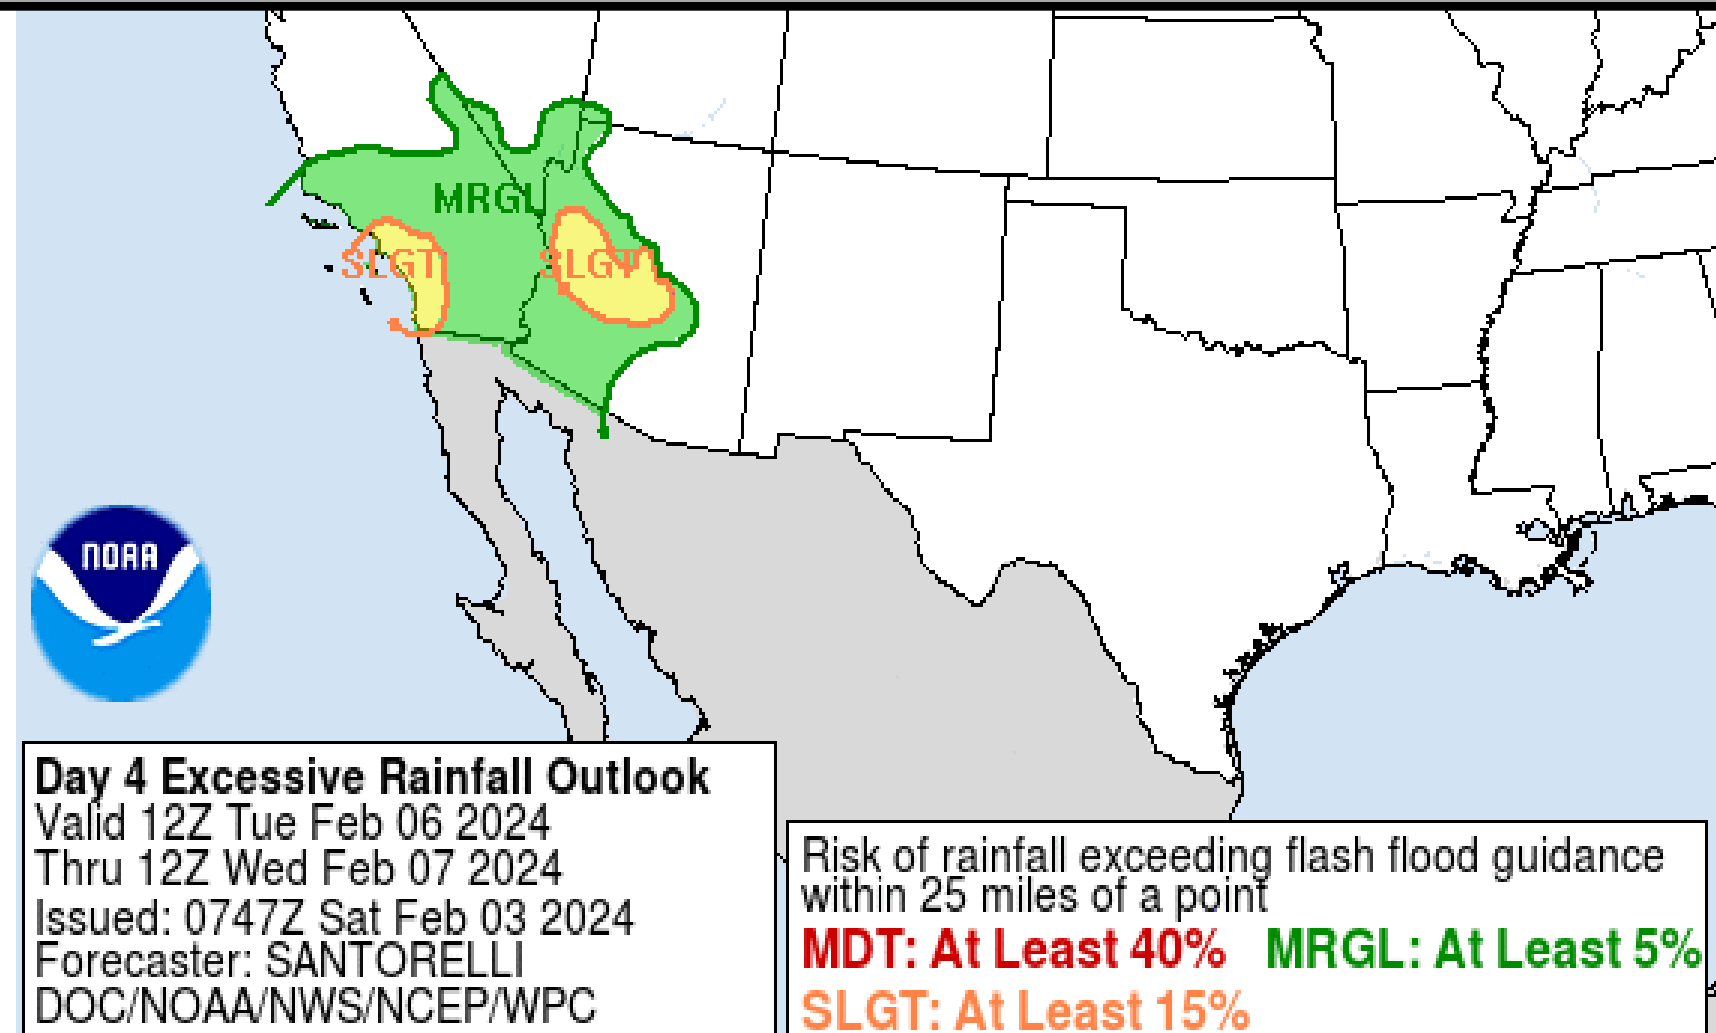 MRGL
SLGT
SLGT
NOAA
Day 4 Excessive Rainfall Outlook
Valid 12Z Tue Feb 06 2024
Thru 12Z Wed Feb 07 2024
Issued: 0747Z Sat Feb 03 2024
Forecaster: SANTORELLI
DOC/NOAA/NWS/NCEP/WPC
Risk of rainfall exceeding flash flood guidance
within 25 miles of a point
MDT: At Least 40% MRGL: At Least 5%
SLGT: At Least 15%